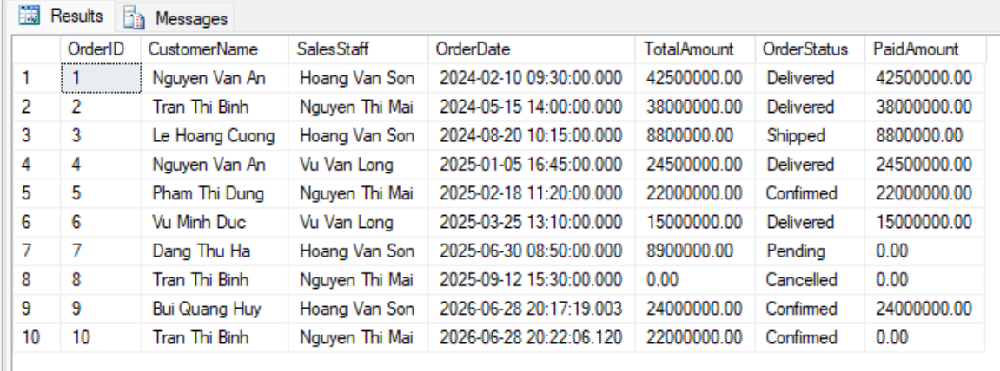 Results Messages
OrderID CustomerName SalesStaff OrderDate TotalAmount OrderStatus PaidAmount
1 1 Nguyen Van An Hoang Van Son 2024-02-10 09:30:00.000 42500000.00 Delivered 42500000.00
2 2 Tran Thi Binh Nguyen Thi Mai 2024-05-15 14:00:00.000 38000000.00 Delivered 38000000.00
3 3 Le Hoang Cuong Hoang Van Son 2024-08-20 10:15:00.000 8800000.00 Shipped 8800000.00
4 4 Nguyen Van An Vu Van Long 2025-01-05 16:45:00.000 24500000.00 Delivered 24500000.00
5 5 Pham Thi Dung Nguyen Thi Mai 2025-02-18 11:20:00.000 22000000.00 Confirmed 22000000.00
6 6 Vu Minh Duc Vu Van Long 2025-03-25 13:10:00.000 15000000.00 Delivered 15000000.00
7 7 Dang Thu Ha Hoang Van Son 2025-06-30 08:50:00.000 8900000.00 Pending 0.00
8 8 Tran Thi Binh Nguyen Thi Mai 2025-09-12 15:30:00.000 0.00 Cancelled 0.00
9 9 Bui Quang Huy Hoang Van Son 2026-06-28 20:17:19.003 24000000.00 Confirmed 24000000.00
10 10 Tran Thi Binh Nguyen Thi Mai 2026-06-28 20:22:06.120 22000000.00 Confirmed 0.00